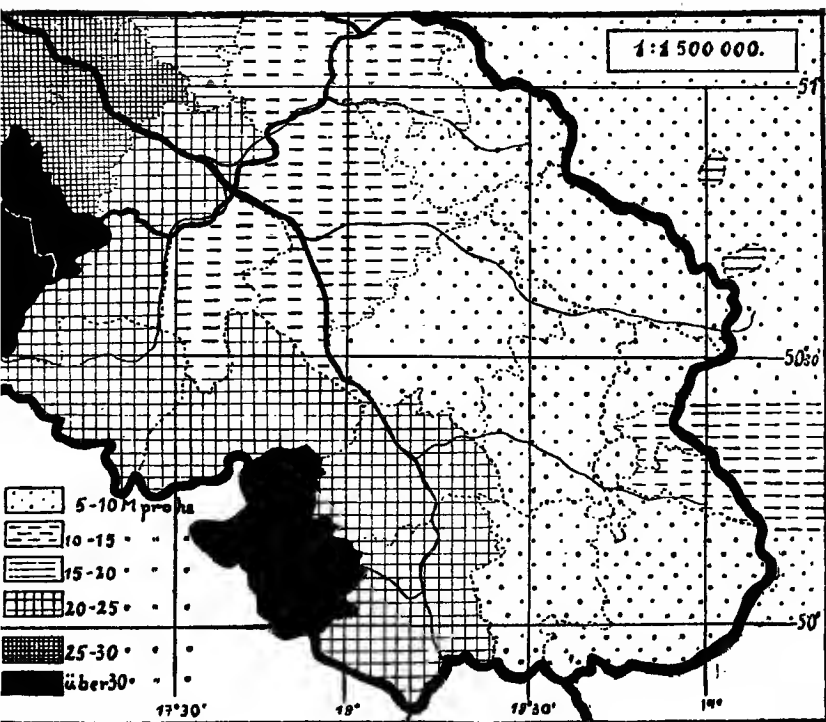 1:1 500 000.
51
50°30'
5-10 M pro ha
10-15 " " "
15-20 " " "
20-25 " " "
50°
25-30 " " "
über 30 " " "
17°30' 18° 18°30' 19°